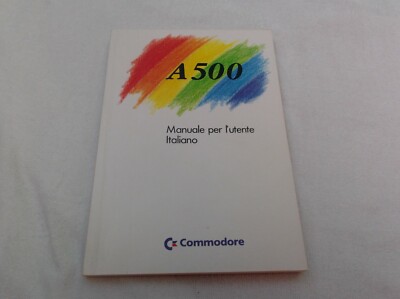 A500
Manuale per l'utente
Italiano
Commodore